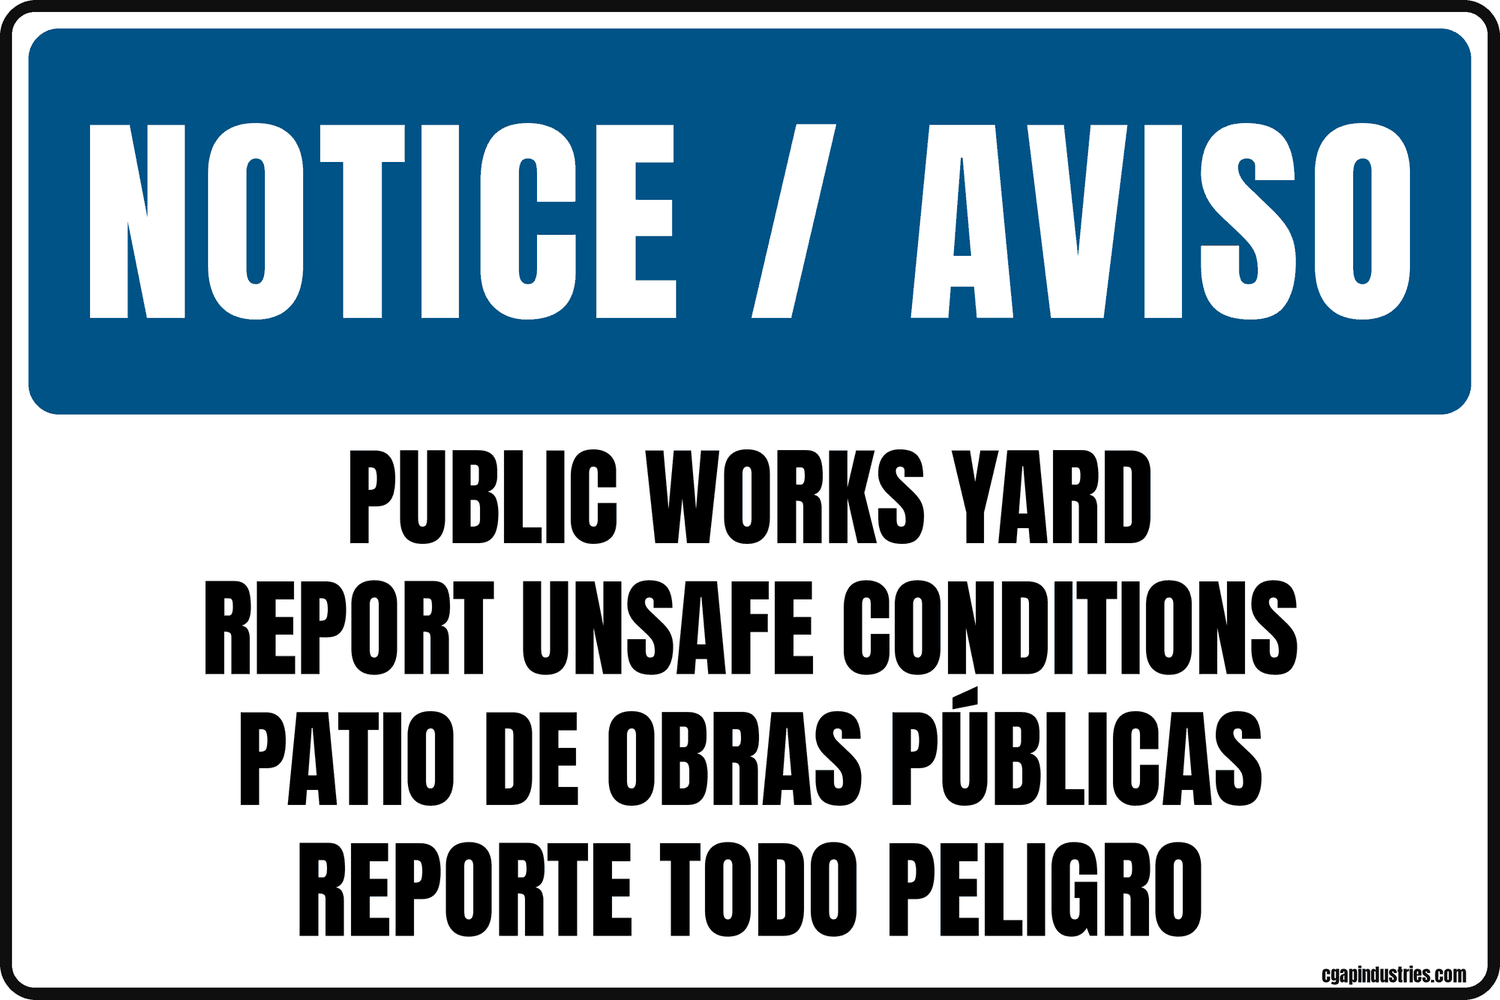 NOTICE / AVISO
PUBLIC WORKS YARD
REPORT UNSAFE CONDITIONS
PATIO DE OBRAS PÚBLICAS
REPORTE TODO PELIGRO
cgapindustries.com